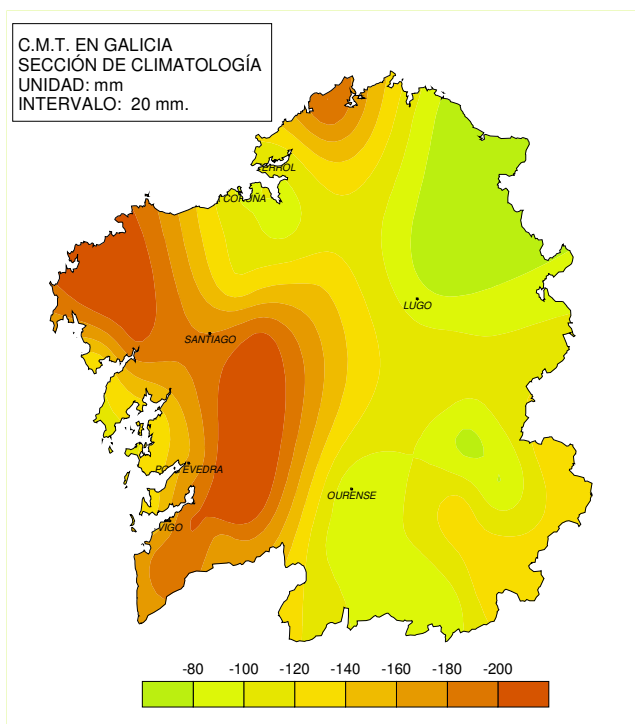 C.M.T. EN GALICIA
SECCIÓN DE CLIMATOLOGÍA
UNIDAD: mm
INTERVALO: 20 mm.
CORUÑA
LUGO
SANTIAGO
OURENSE
VIGO
-80 -100 -120 -140 -160 -180 -200